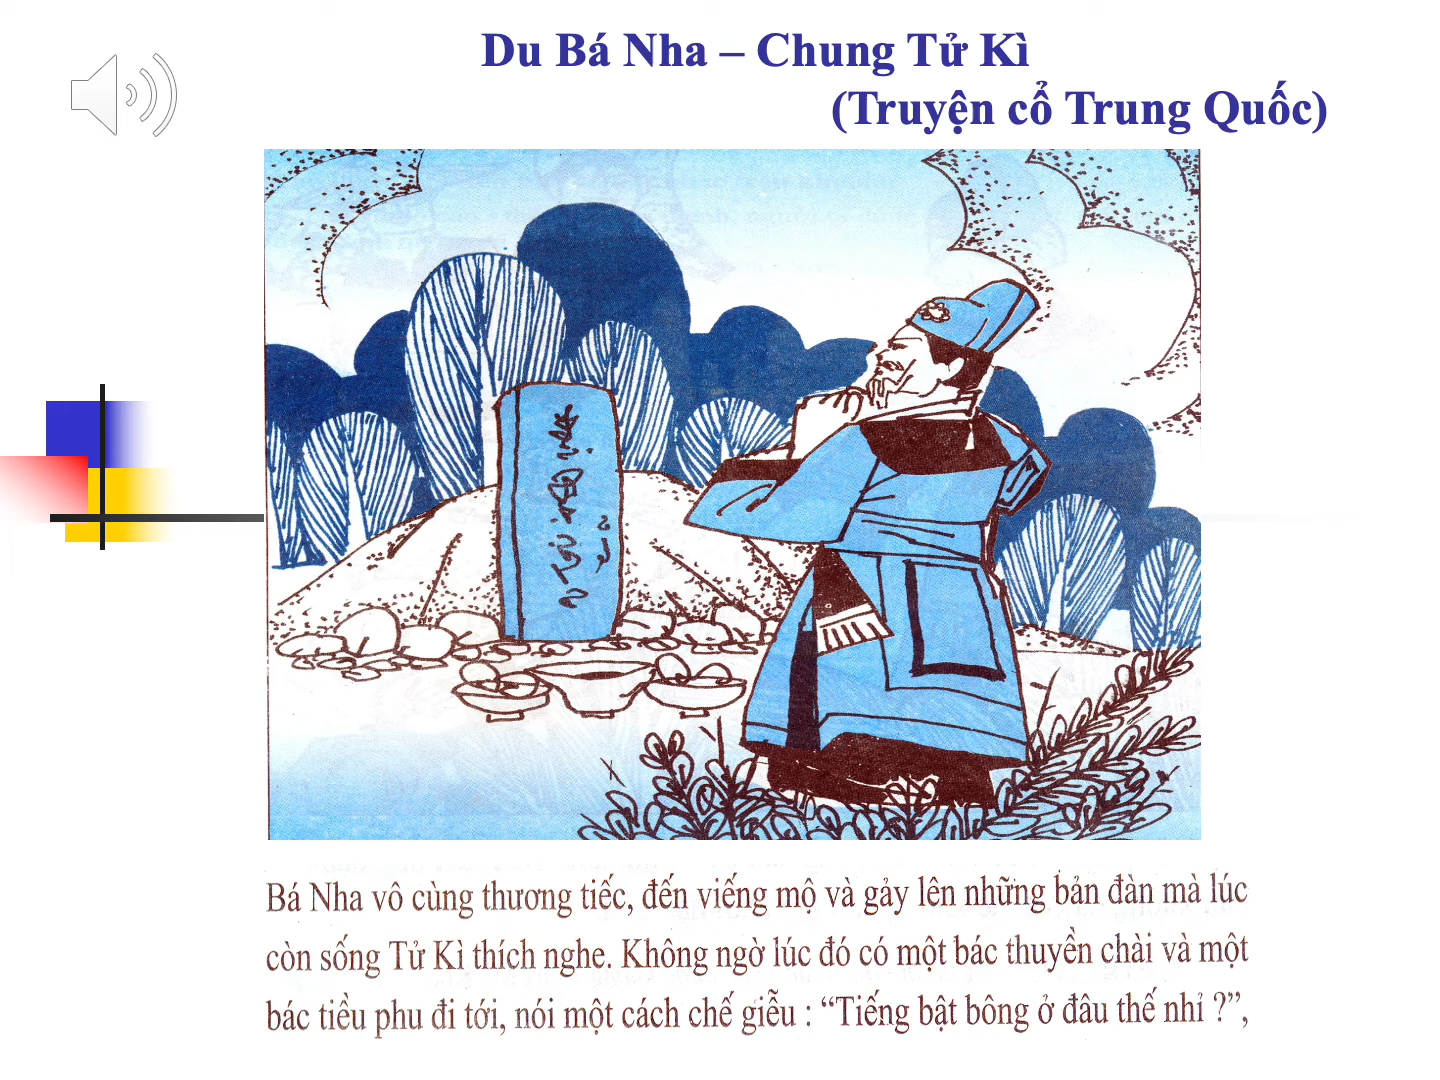 Du Bá Nha – Chung Tử Kì
(Truyện cổ Trung Quốc)
Bá Nha vô cùng thương tiếc, đến viếng mộ và gảy lên những bản đàn mà lúc
còn sống Tử Kì thích nghe. Không ngờ lúc đó có một bác thuyền chài và một
bác tiều phu đi tới, nói một cách chế giễu : “Tiếng bật bông ở đâu thế nhỉ ?”,